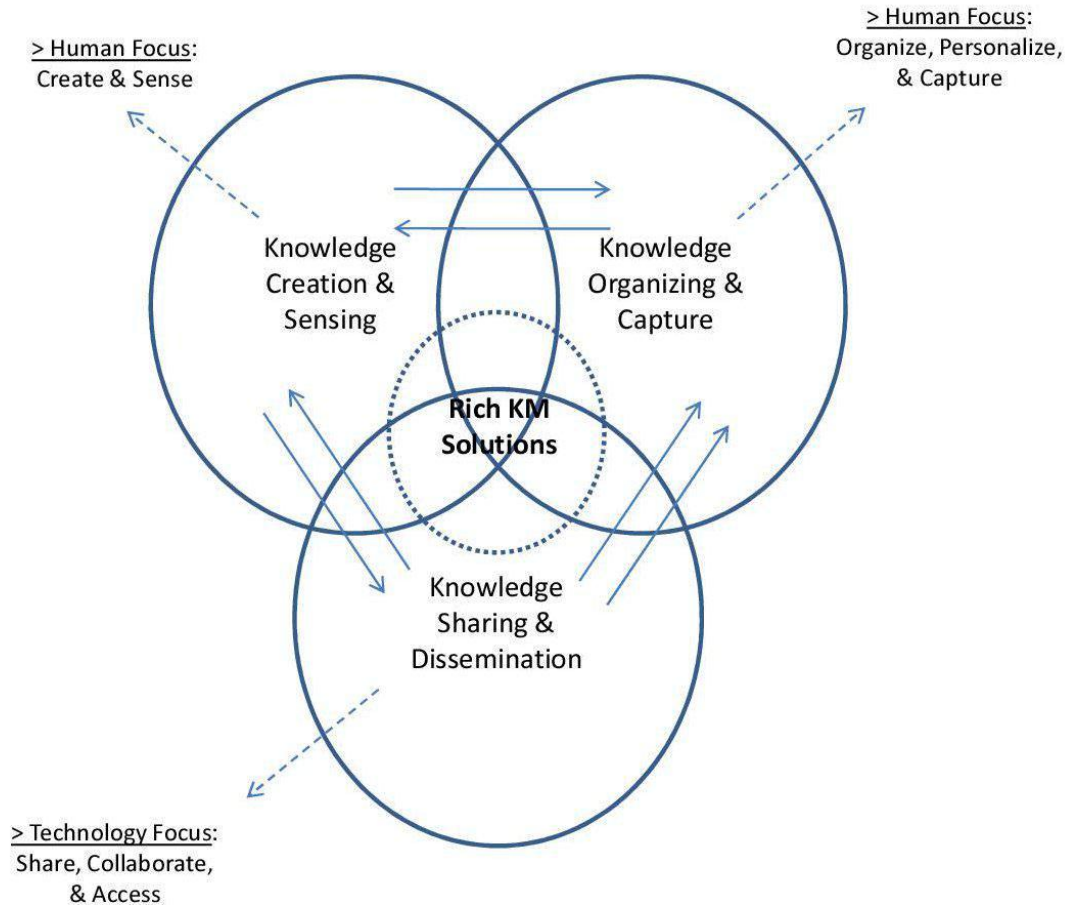 > Human Focus:
Create & Sense
> Human Focus:
Organize, Personalize,
& Capture
Knowledge
Creation &
Sensing
Knowledge
Organizing &
Capture
Rich KM
Solutions
Knowledge
Sharing &
Dissemination
> Technology Focus:
Share, Collaborate,
& Access